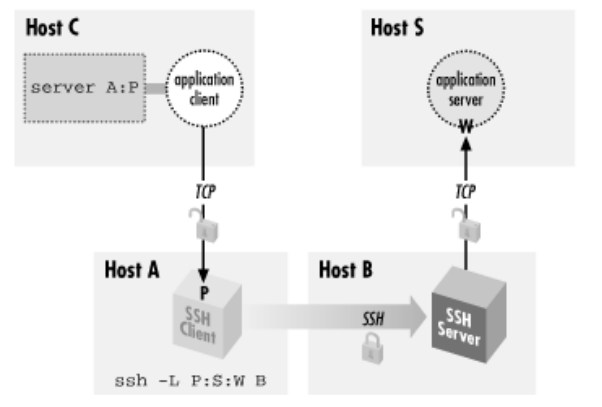 Host C
server A:P
application
client
TCP
Host S
application
server
W
TCP
Host A
P
SSH
Client
ssh -L P:S:W B
Host B
SSH
SSH
Server